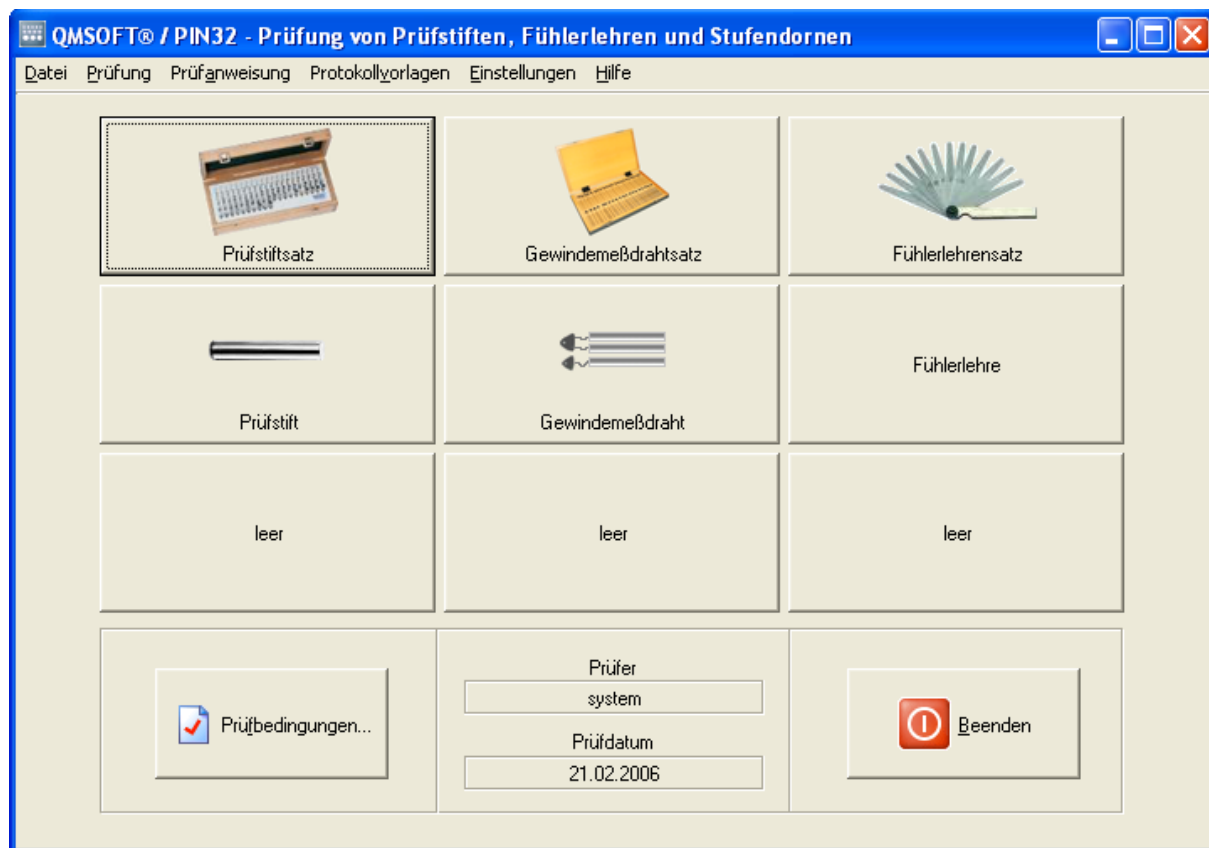 QMSOFT® / PIN32 - Prüfung von Prüfstiften, Fühlerlehren und Stufendornen
Datei Prüfung Prüfanweisung Protokollvorlagen Einstellungen Hilfe
Prüfstiftsatz
Gewindemeßdrahtsatz
Fühlerlehrensatz
Prüfstift
Gewindemeßdraht
Fühlerlehre
leer
leer
leer
Prüfbedingungen...
Prüfer
system
Prüfdatum
21.02.2006
Beenden